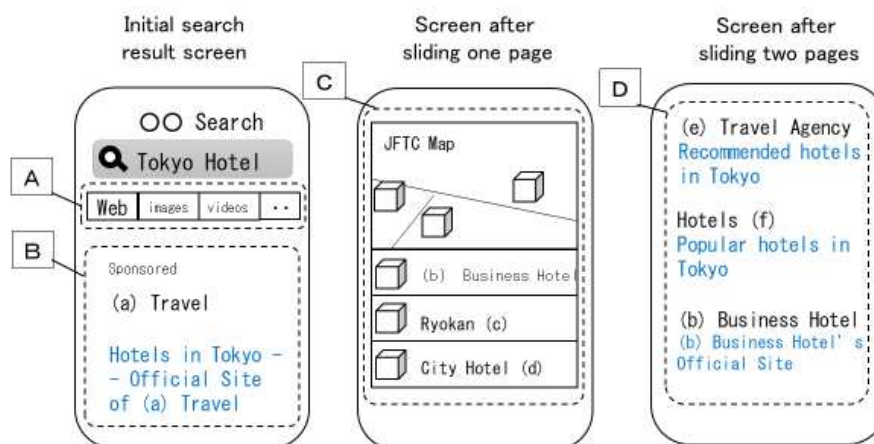 Initial search
result screen
Screen after
sliding one page
Screen after
sliding two pages
A
B
C
D
○○ Search
Tokyo Hotel
Web images videos ‥
Sponsored
(a) Travel
Hotels in Tokyo -
- Official Site
of (a) Travel
JFTC Map
(b) Business Hotel
Ryokan (c)
City Hotel (d)
(e) Travel Agency
Recommended hotels
in Tokyo
Hotels (f)
Popular hotels in
Tokyo
(b) Business Hotel
(b) Business Hotel's
Official Site